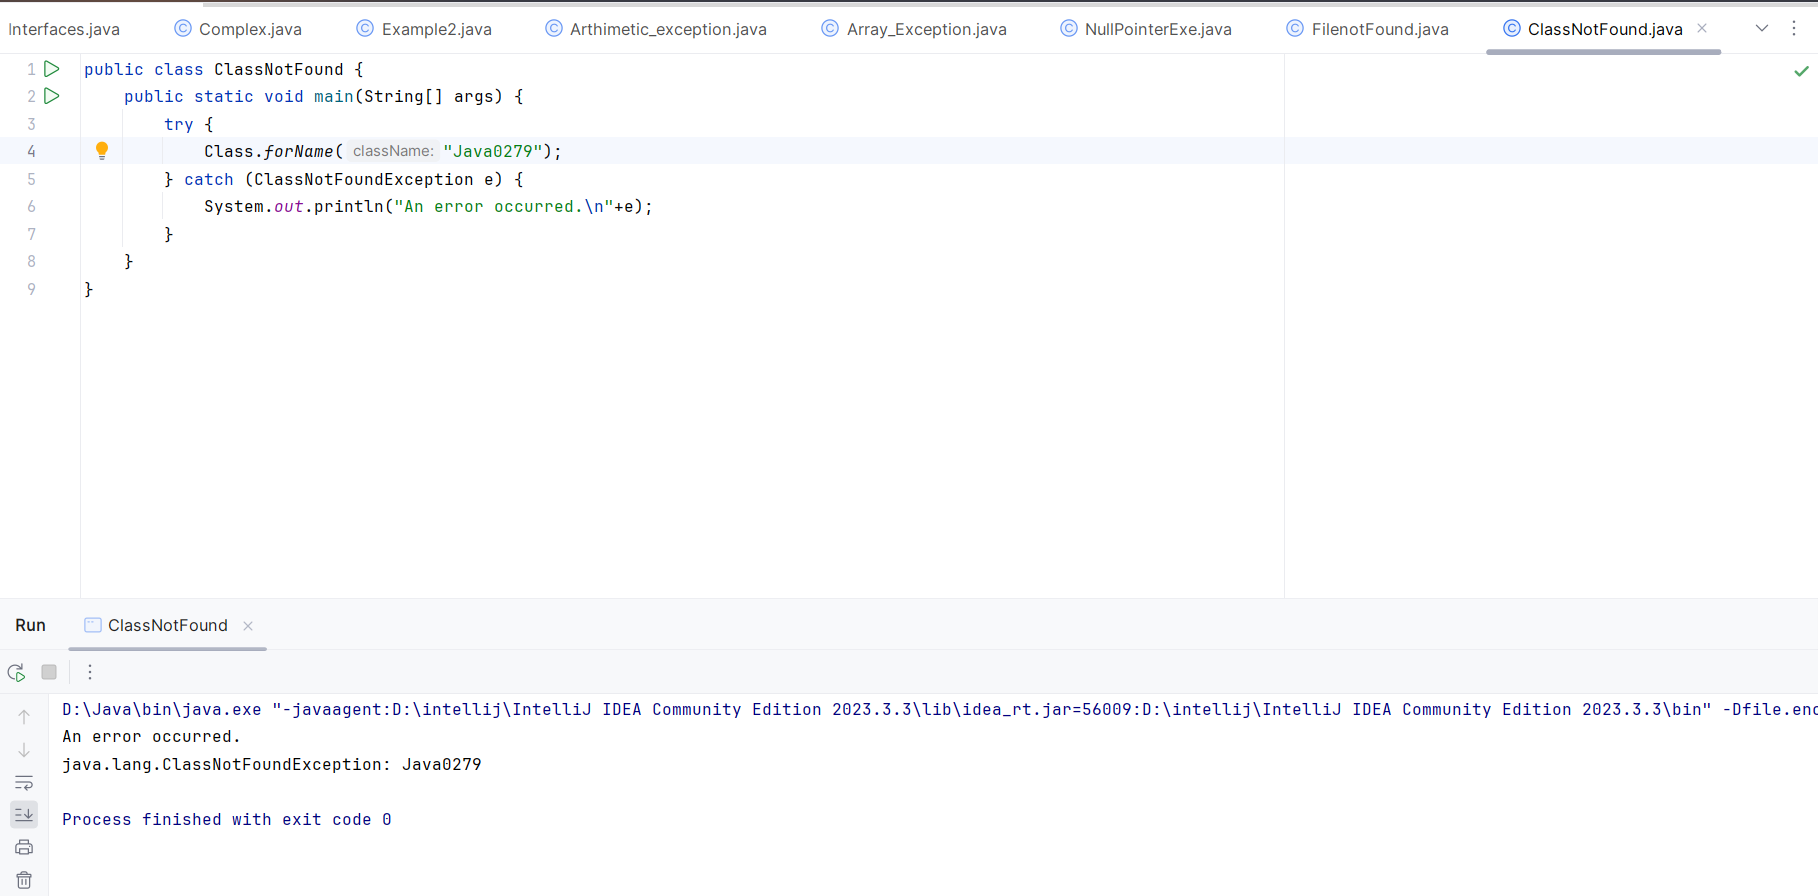 Interfaces.java Complex.java Example2.java Arthimetic_exception.java Array_Exception.java NullPointerExe.java FilenotFound.java ClassNotFound.java
1 public class ClassNotFound {
2 public static void main(String[] args) {
3 try {
4 Class.forName( className: "Java0279");
5 } catch (ClassNotFoundException e) {
6 System.out.println("An error occurred.\n"+e);
7 }
8 }
9 }
Run ClassNotFound
D:\Java\bin\java.exe "-javaagent:D:\intellij\IntelliJ IDEA Community Edition 2023.3.3\lib\idea_rt.jar=56009:D:\intellij\IntelliJ IDEA Community Edition 2023.3.3\bin" -Dfile.enc
An error occurred.
java.lang.ClassNotFoundException: Java0279
Process finished with exit code 0